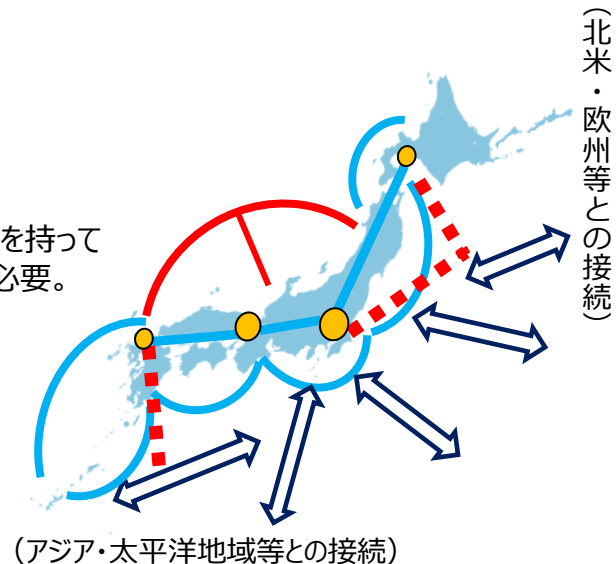 （北米・欧州等との接続）
を持って
必要。
（アジア・太平洋地域等との接続）